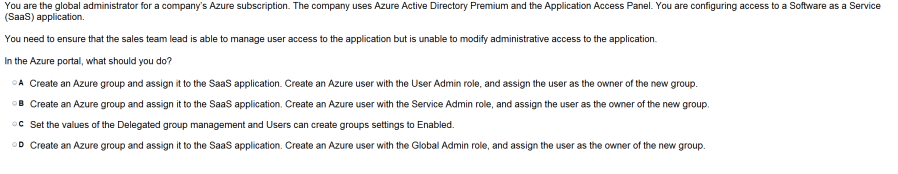 You are the global administrator for a company's Azure subscription. The company uses Azure Active Directory Premium and the Application Access Panel. You are configuring access to a Software as a Service
(SaaS) application.
You need to ensure that the sales team lead is able to manage user access to the application but is unable to modify administrative access to the application.
In the Azure portal, what should you do?
A Create an Azure group and assign it to the SaaS application. Create an Azure user with the User Admin role, and assign the user as the owner of the new group.
B Create an Azure group and assign it to the SaaS application. Create an Azure user with the Service Admin role, and assign the user as the owner of the new group.
C Set the values of the Delegated group management and Users can create groups settings to Enabled.
D Create an Azure group and assign it to the SaaS application. Create an Azure user with the Global Admin role, and assign the user as the owner of the new group.